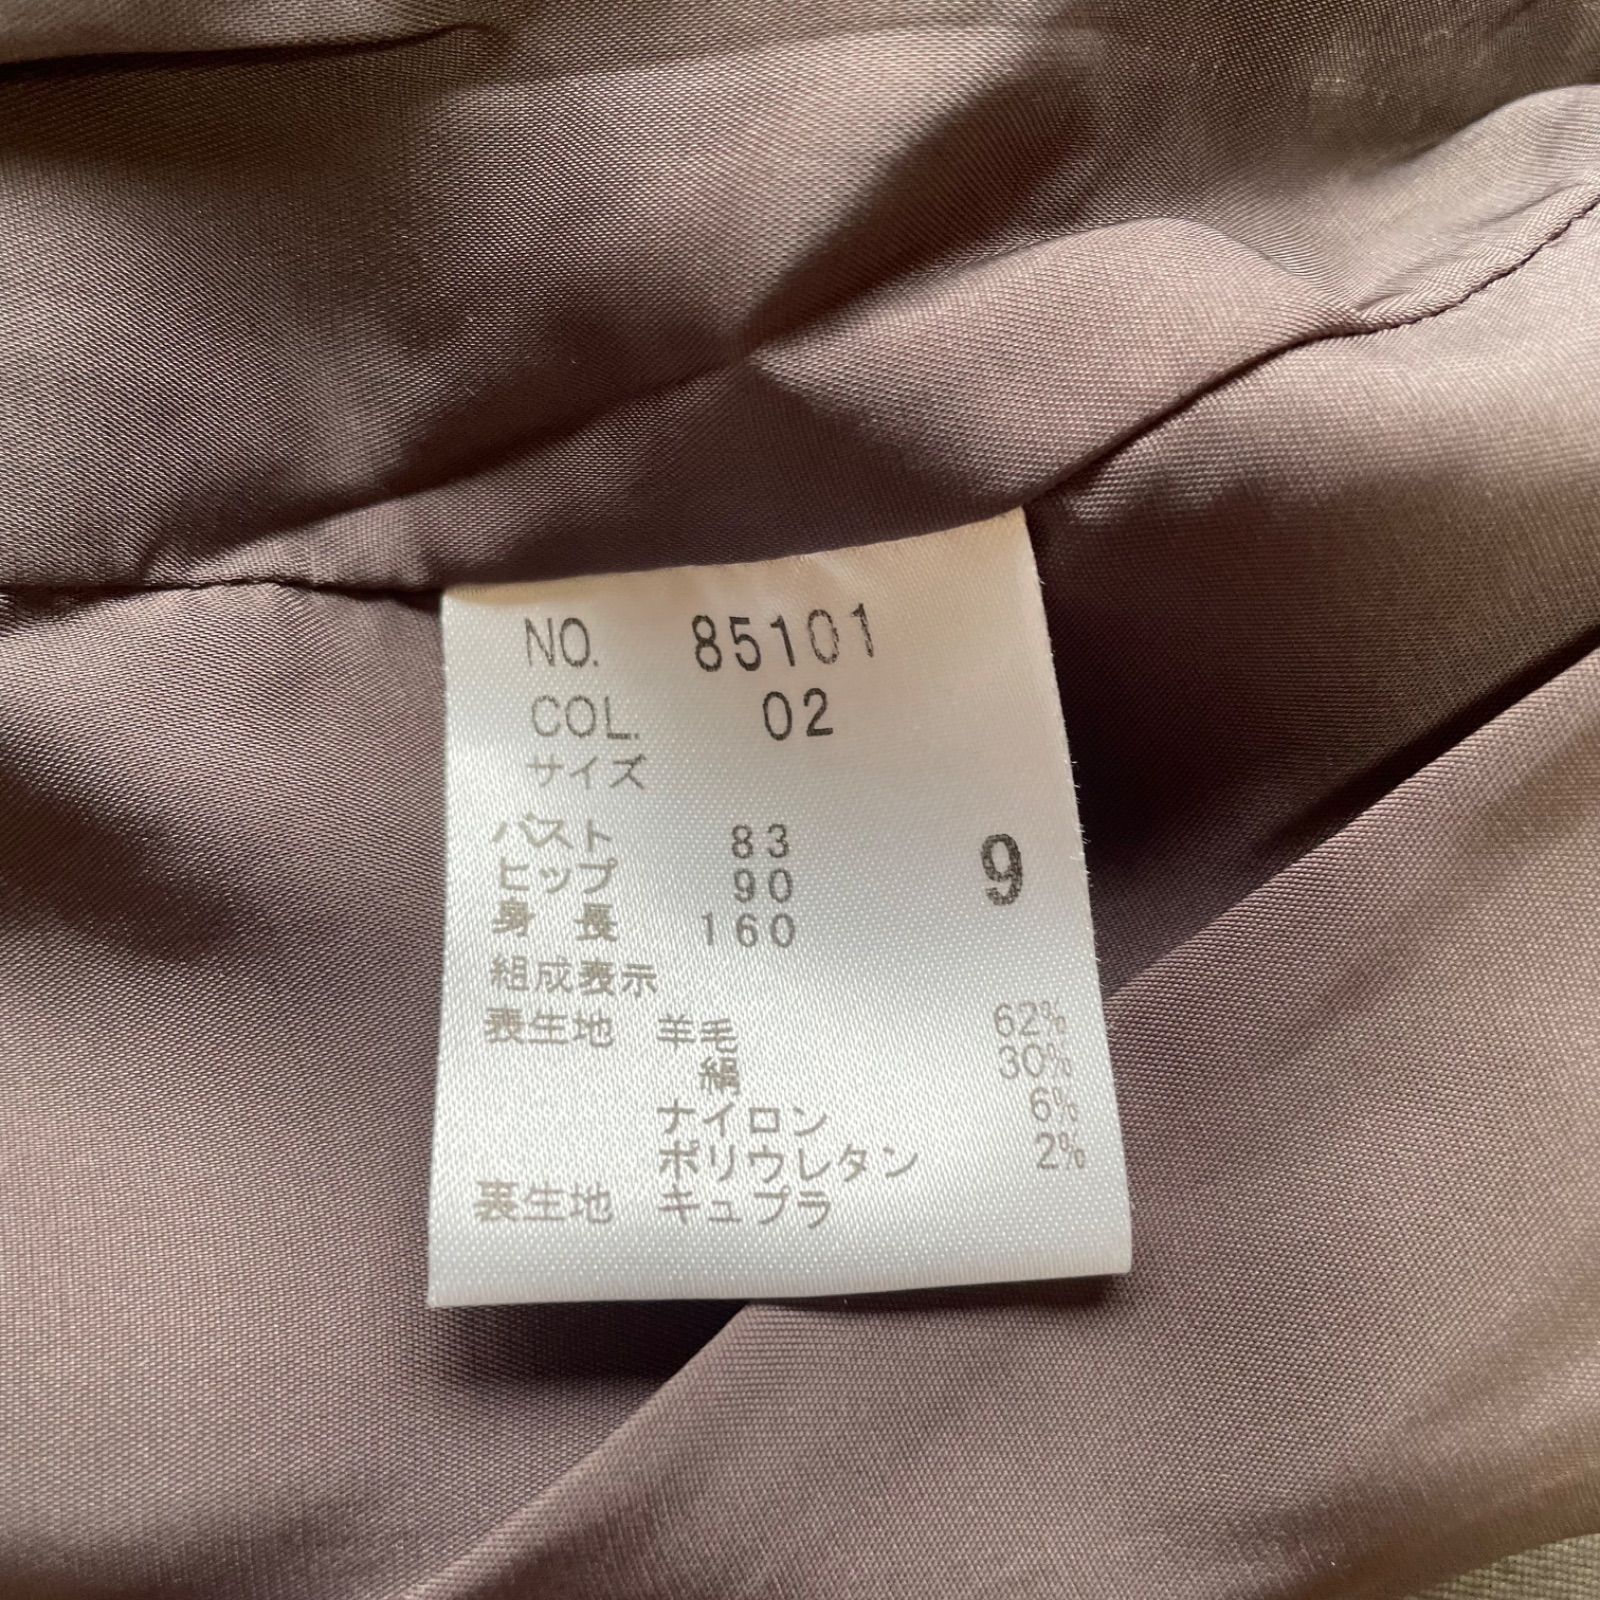 NO. 85101
COL. 02
サイズ
バスト 83
ヒップ 90 9
身長 160
組成表示
表生地 羊毛 62%
絹 30%
ナイロン 6%
ポリウレタン 2%
裏生地 キュプラ